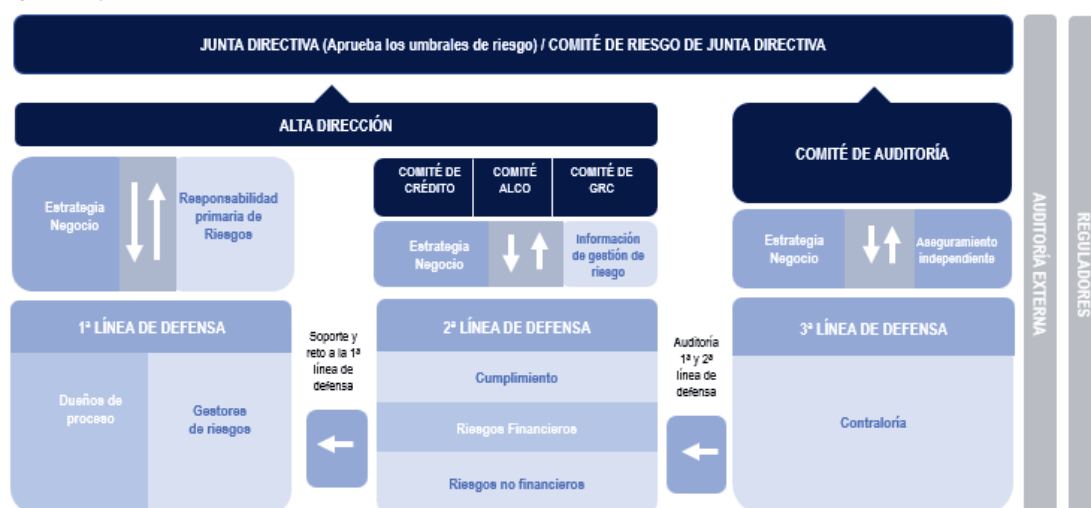 JUNTA DIRECTIVA (Aprueba los umbrales de riesgo) / COMITÉ DE RIESGO DE JUNTA DIRECTIVA
ALTA DIRECCIÓN
Estrategia
Negocio
Responsabilidad
primaria de
Riesgos
COMITÉ DE
CRÉDITO
COMITÉ
ALCO
COMITÉ DE
GRC
Estrategia
Negocio
Información
de gestión de
riesgo
COMITÉ DE AUDITORÍA
Estrategia
Negocio
Aseguramiento
independiente
1ª LÍNEA DE DEFENSA
Dueños de
proceso
Gestores
de riesgos
Soporte y
reto a la 1ª
línea de
defensa
2ª LÍNEA DE DEFENSA
Cumplimiento
Riesgos Financieros
Riesgos no financieros
Auditoría
1ª y 2ª
línea de
defensa
3ª LÍNEA DE DEFENSA
Contraloría
AUDITORÍA EXTERNA
REGULADORES